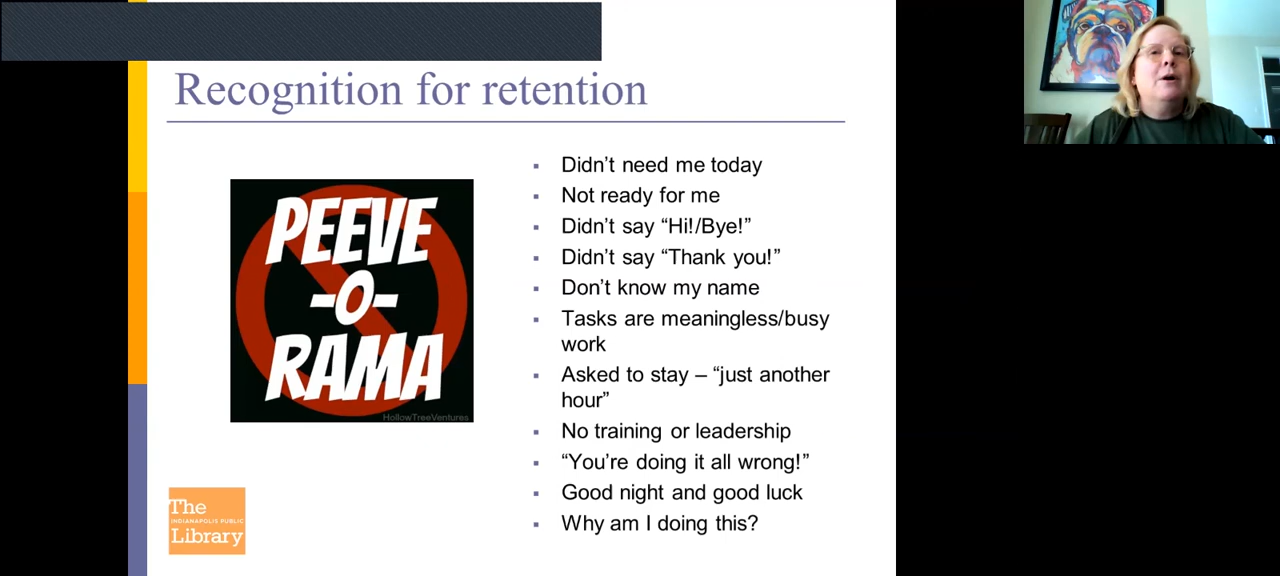 Recognition for retention
PEEVE
-O-
RAMA
HollowTreeVentures
▪ Didn’t need me today
▪ Not ready for me
▪ Didn’t say “Hi!/Bye!”
▪ Didn’t say “Thank you!”
▪ Don’t know my name
▪ Tasks are meaningless/busy
work
▪ Asked to stay – “just another
hour”
▪ No training or leadership
▪ “You’re doing it all wrong!”
▪ Good night and good luck
▪ Why am I doing this?
The
INDIANAPOLIS PUBLIC
Library